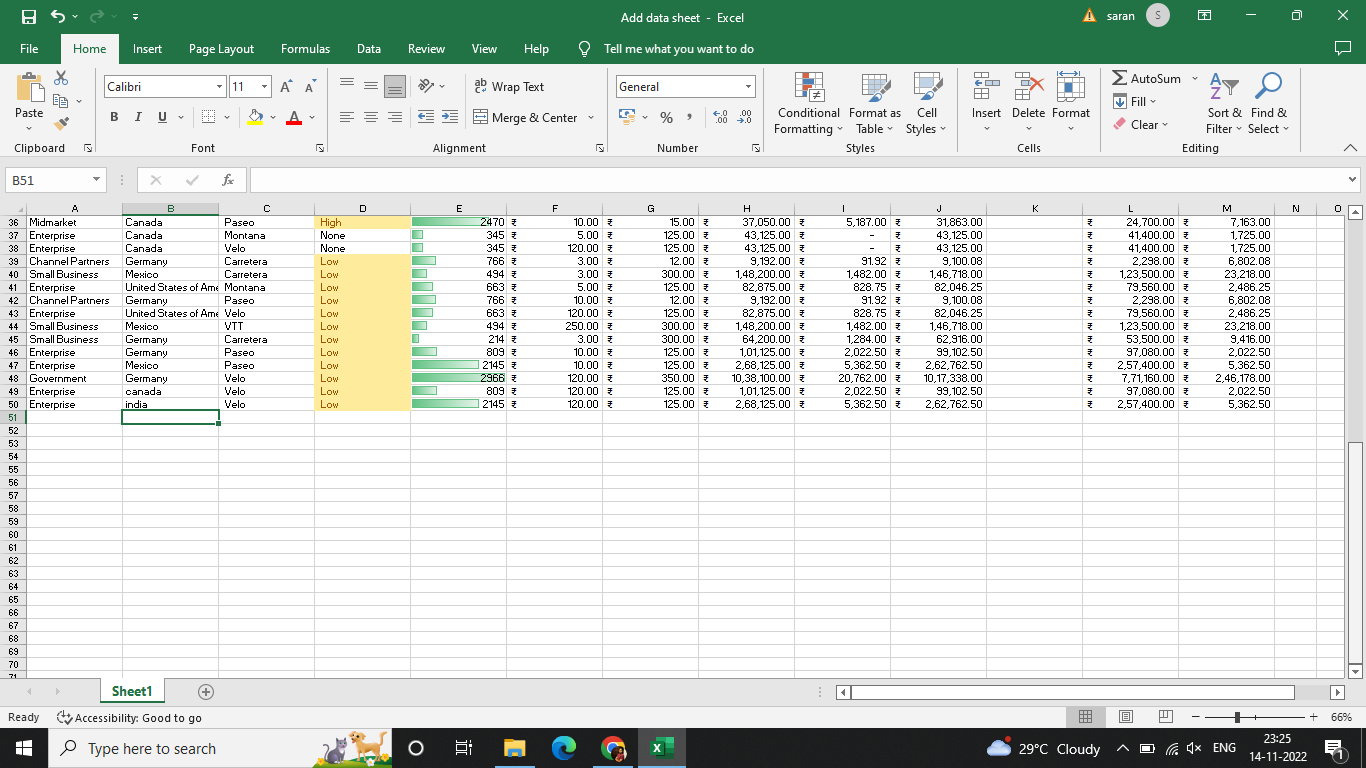 Add data sheet - Excel
saran
S
File Home Insert Page Layout Formulas Data Review View Help Tell me what you want to do
Paste
Calibri 11
B I U A A A
ab Wrap Text
Merge & Center
General
% ,
Conditional Formatting
Format as Table
Cell Styles
Insert
Delete
Format
AutoSum
Fill
Clear
Sort & Filter
Find & Select
Clipboard Font Alignment Number Styles Cells Editing
B51 fx
A B C D E F G H I J K L M N O
36 Midmarket Canada Paseo High 2470 ₹ 10.00 ₹ 15.00 ₹ 37,050.00 ₹ 5,187.00 ₹ 31,863.00 ₹ 24,700.00 ₹ 7,163.00
37 Enterprise Canada Montana None 345 ₹ 5.00 ₹ 125.00 ₹ 43,125.00 ₹ - ₹ 43,125.00 ₹ 41,400.00 ₹ 1,725.00
38 Enterprise Canada Velo None 345 ₹ 120.00 ₹ 125.00 ₹ 43,125.00 ₹ - ₹ 43,125.00 ₹ 41,400.00 ₹ 1,725.00
39 Channel Partners Germany Carretera Low 766 ₹ 3.00 ₹ 12.00 ₹ 9,192.00 ₹ 91.92 ₹ 9,100.08 ₹ 2,298.00 ₹ 6,802.08
40 Small Business Mexico Carretera Low 494 ₹ 3.00 ₹ 300.00 ₹ 1,48,200.00 ₹ 1,482.00 ₹ 1,46,718.00 ₹ 1,23,500.00 ₹ 23,218.00
41 Enterprise United States of Ame Montana Low 663 ₹ 5.00 ₹ 125.00 ₹ 82,875.00 ₹ 828.75 ₹ 82,046.25 ₹ 79,560.00 ₹ 2,486.25
42 Channel Partners Germany Paseo Low 766 ₹ 10.00 ₹ 12.00 ₹ 9,192.00 ₹ 91.92 ₹ 9,100.08 ₹ 2,298.00 ₹ 6,802.08
43 Enterprise United States of Ame Velo Low 663 ₹ 120.00 ₹ 125.00 ₹ 82,875.00 ₹ 828.75 ₹ 82,046.25 ₹ 79,560.00 ₹ 2,486.25
44 Small Business Mexico VTT Low 494 ₹ 250.00 ₹ 300.00 ₹ 1,48,200.00 ₹ 1,482.00 ₹ 1,46,718.00 ₹ 1,23,500.00 ₹ 23,218.00
45 Small Business Germany Carretera Low 214 ₹ 3.00 ₹ 300.00 ₹ 64,200.00 ₹ 1,284.00 ₹ 62,916.00 ₹ 53,500.00 ₹ 9,416.00
46 Enterprise Germany Paseo Low 809 ₹ 10.00 ₹ 125.00 ₹ 1,01,125.00 ₹ 2,022.50 ₹ 99,102.50 ₹ 97,080.00 ₹ 2,022.50
47 Enterprise Mexico Paseo Low 2145 ₹ 10.00 ₹ 125.00 ₹ 2,68,125.00 ₹ 5,362.50 ₹ 2,62,762.50 ₹ 2,57,400.00 ₹ 5,362.50
48 Government Germany Velo Low 2966 ₹ 120.00 ₹ 350.00 ₹ 10,38,100.00 ₹ 20,762.00 ₹ 10,17,338.00 ₹ 7,71,160.00 ₹ 2,46,178.00
49 Enterprise canada Velo Low 809 ₹ 120.00 ₹ 125.00 ₹ 1,01,125.00 ₹ 2,022.50 ₹ 99,102.50 ₹ 97,080.00 ₹ 2,022.50
50 Enterprise india Velo Low 2145 ₹ 120.00 ₹ 125.00 ₹ 2,68,125.00 ₹ 5,362.50 ₹ 2,62,762.50 ₹ 2,57,400.00 ₹ 5,362.50
51
52
53
54
55
56
57
58
59
60
61
62
63
64
65
66
67
68
69
70
71
Sheet1
Ready Accessibility: Good to go 66%
Type here to search
29°C Cloudy ENG
23:25
14-11-2022
1